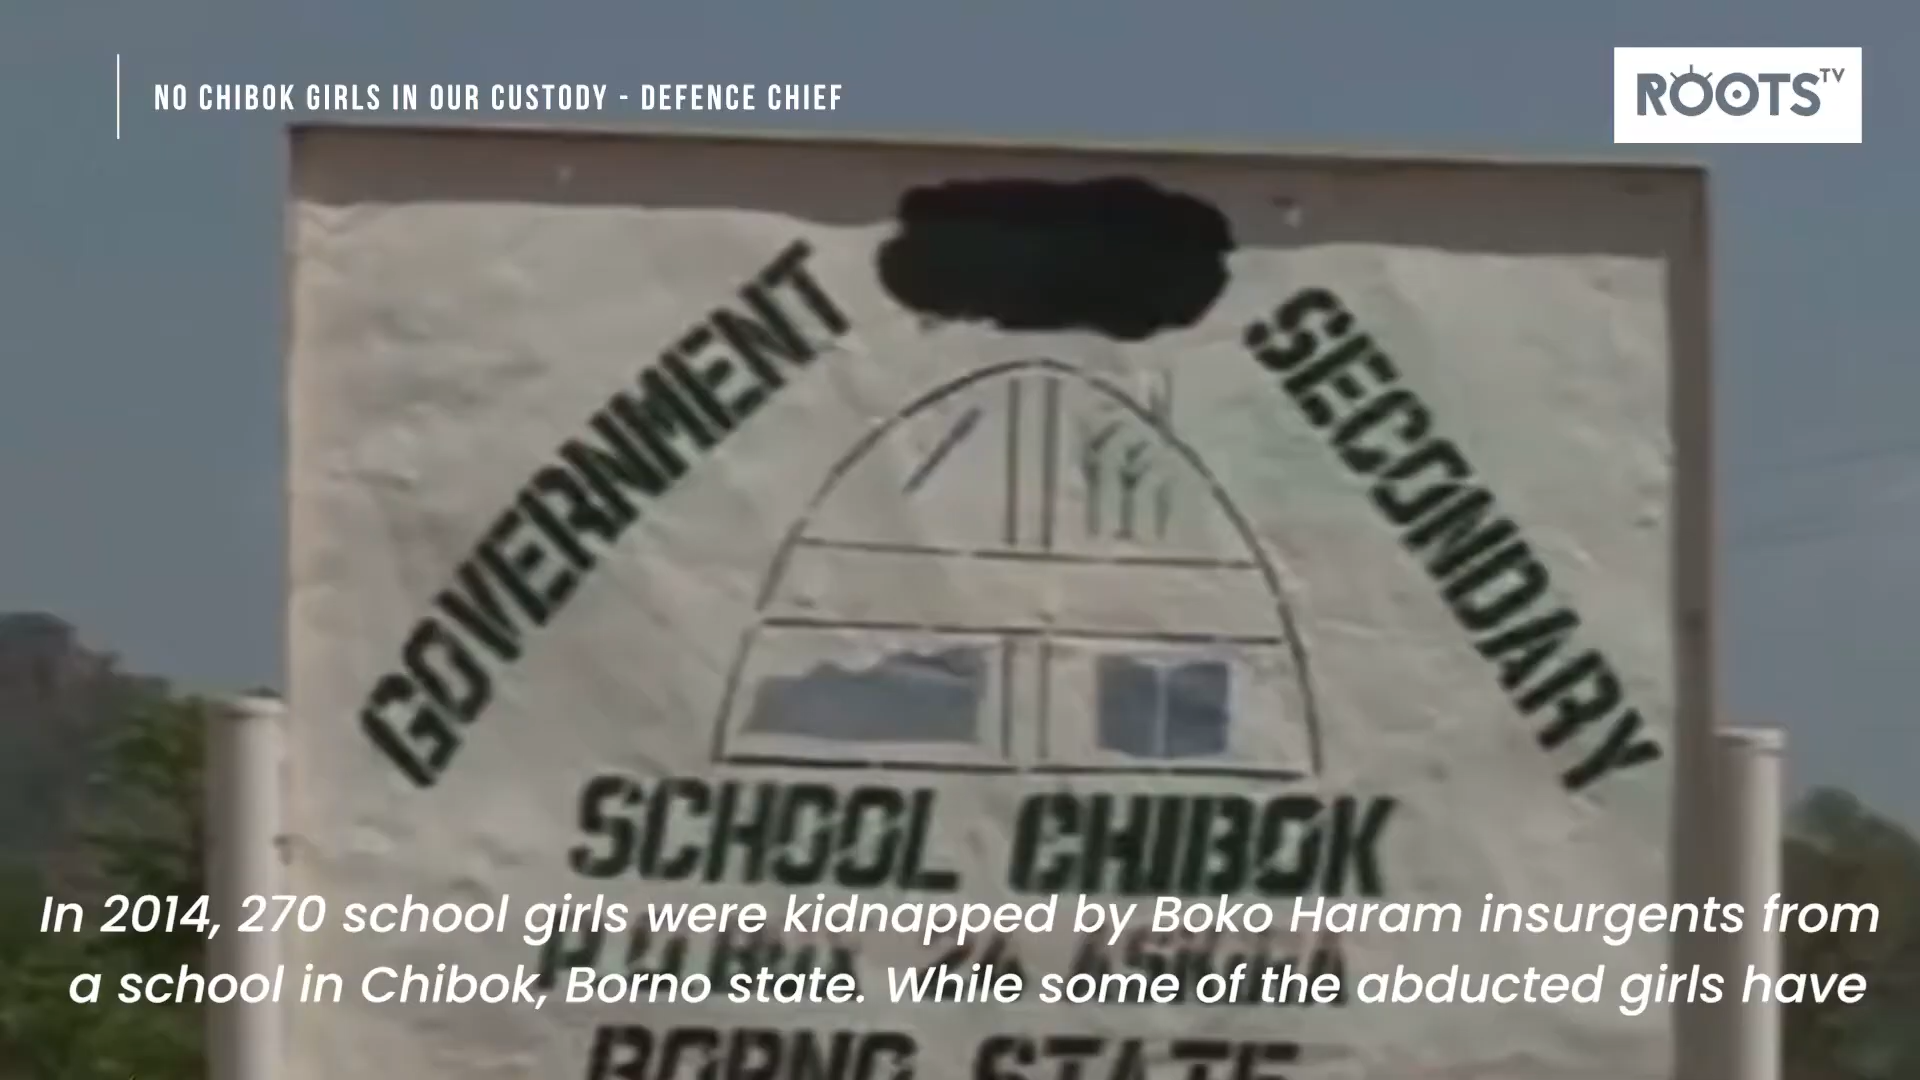 NO CHIBOK GIRLS IN OUR CUSTODY - DEFENCE CHIEF
ROOTS TV
GOVERNMENT
SECONDARY
SCHOOL CHIBOK
In 2014, 270 school girls were kidnapped by Boko Haram insurgents from
a school in Chibok, Borno state. While some of the abducted girls have
BORNO STATE